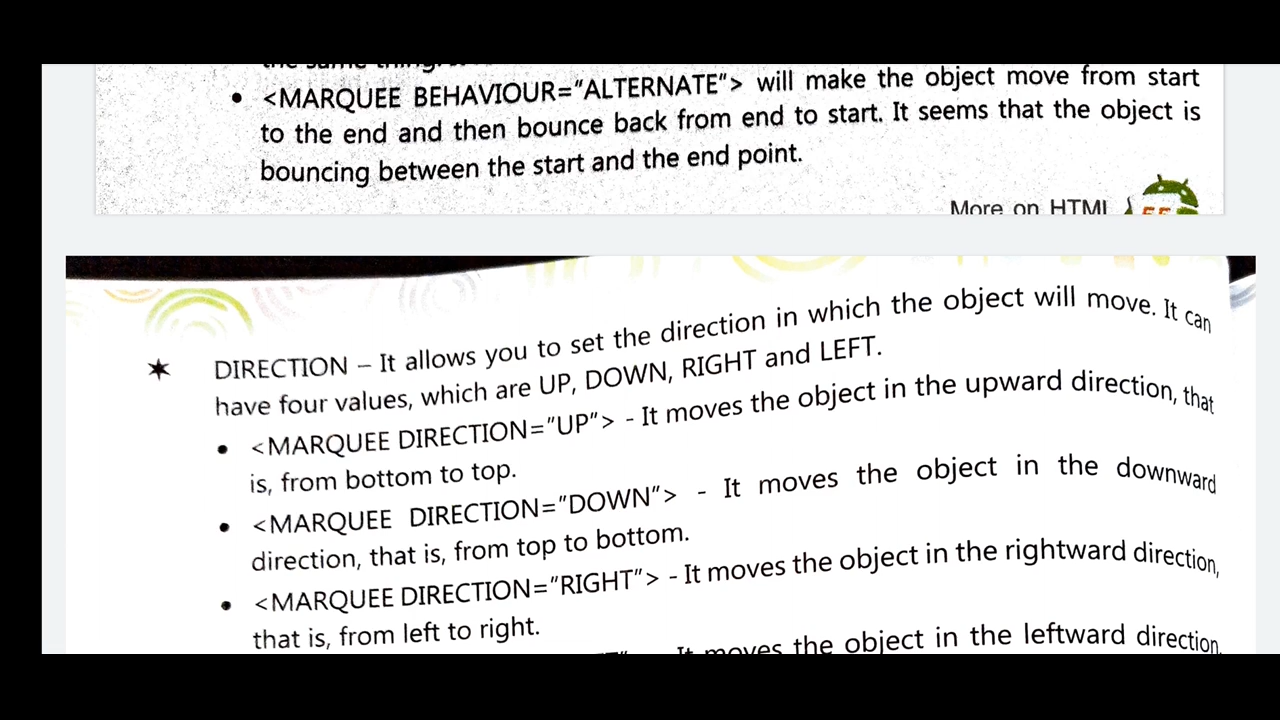 the same thing.
• <MARQUEE BEHAVIOUR="ALTERNATE"> will make the object move from start
to the end and then bounce back from end to start. It seems that the object is
bouncing between the start and the end point.
More on HTML 55
✶ DIRECTION – It allows you to set the direction in which the object will move. It can
have four values, which are UP, DOWN, RIGHT and LEFT.
• <MARQUEE DIRECTION="UP"> - It moves the object in the upward direction, that
is, from bottom to top.
• <MARQUEE DIRECTION="DOWN"> - It moves the object in the downward
direction, that is, from top to bottom.
• <MARQUEE DIRECTION="RIGHT"> - It moves the object in the rightward direction,
that is, from left to right.
It moves the object in the leftward direction,